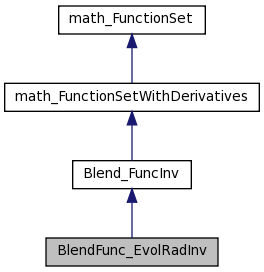 math_FunctionSet
math_FunctionSetWithDerivatives
Blend_FuncInv
BlendFunc_EvolRadInv